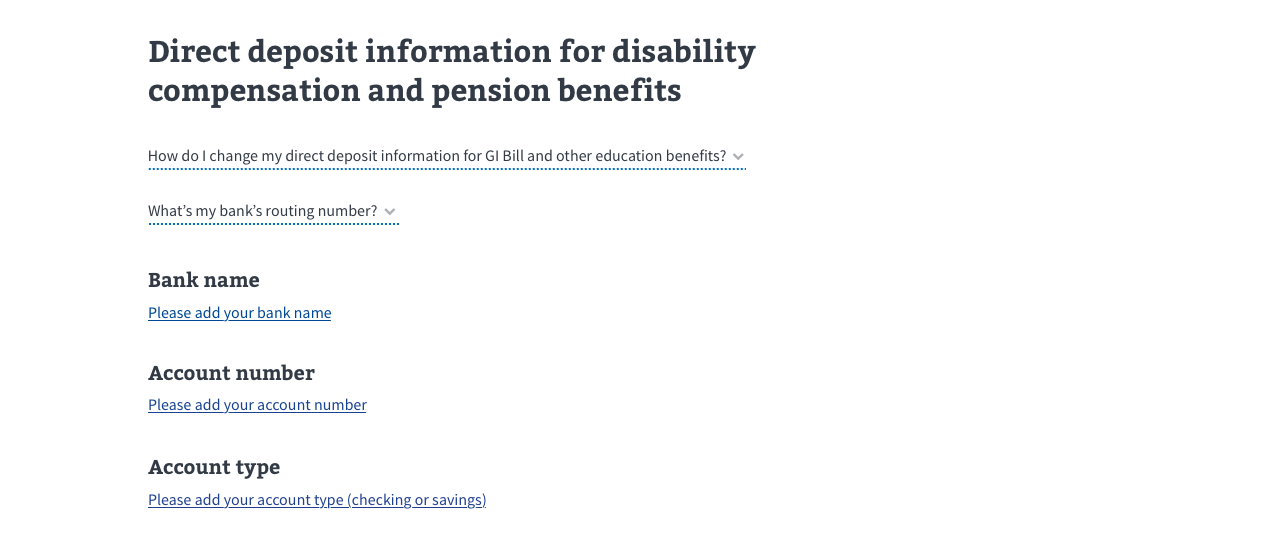 Direct deposit information for disability
compensation and pension benefits
How do I change my direct deposit information for GI Bill and other education benefits?
What’s my bank’s routing number?
Bank name
Please add your bank name
Account number
Please add your account number
Account type
Please add your account type (checking or savings)